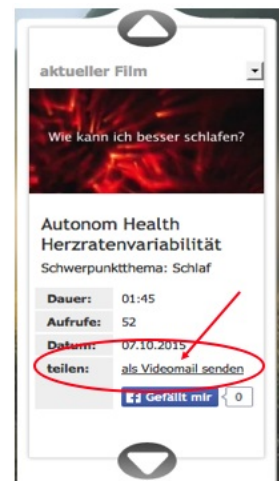 aktueller Film
Wie kann ich besser schlafen?
Autonom Health
Herzratenvariabilität
Schwerpunktthema: Schlaf
Dauer: 01:45
Aufrufe: 52
Datum: 07.10.2015
teilen: als Videomail senden
Gefällt mir 0